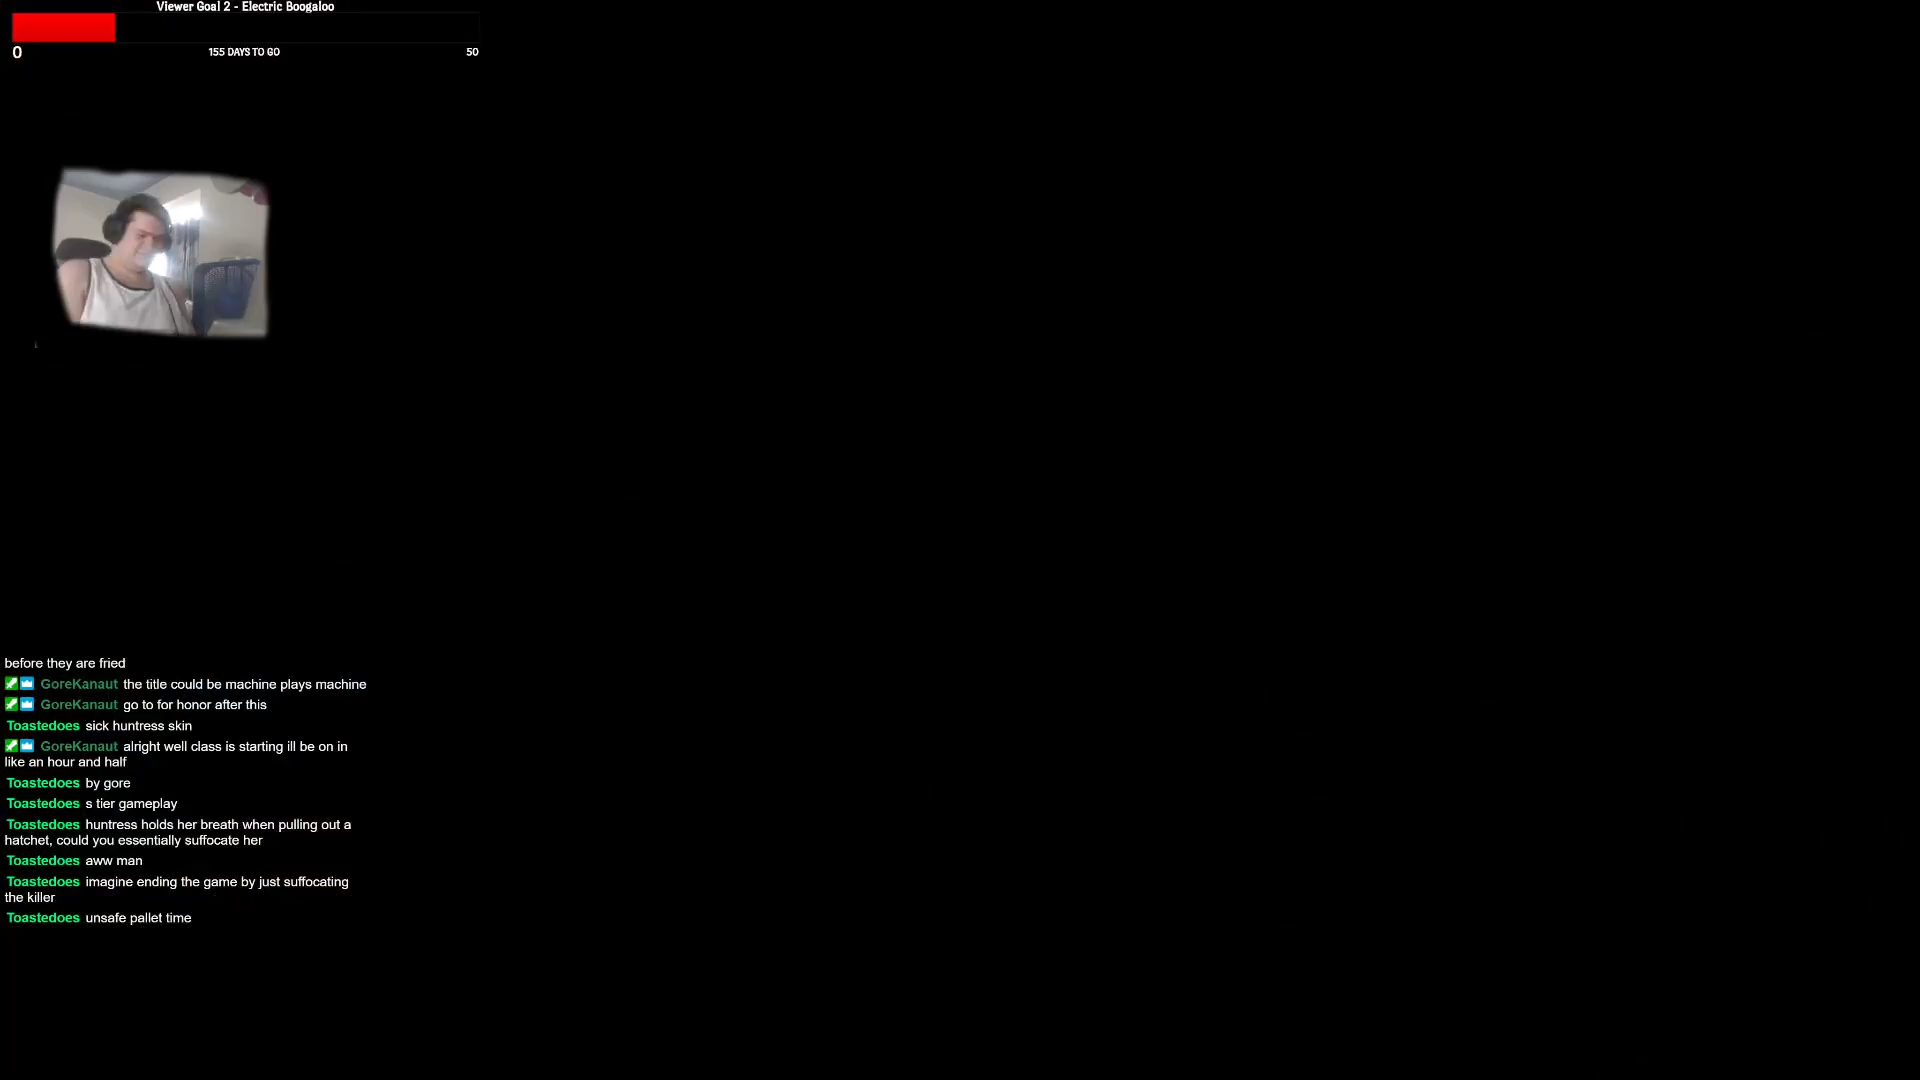 Viewer Goal 2 - Electric Boogaloo
0
155 DAYS TO GO
50
before they are fried
GoreKanaut the title could be machine plays machine
GoreKanaut go to for honor after this
Toastedoes sick huntress skin
GoreKanaut alright well class is starting ill be on in
like an hour and half
Toastedoes by gore
Toastedoes s tier gameplay
Toastedoes huntress holds her breath when pulling out a
hatchet, could you essentially suffocate her
Toastedoes aww man
Toastedoes imagine ending the game by just suffocating
the killer
Toastedoes unsafe pallet time